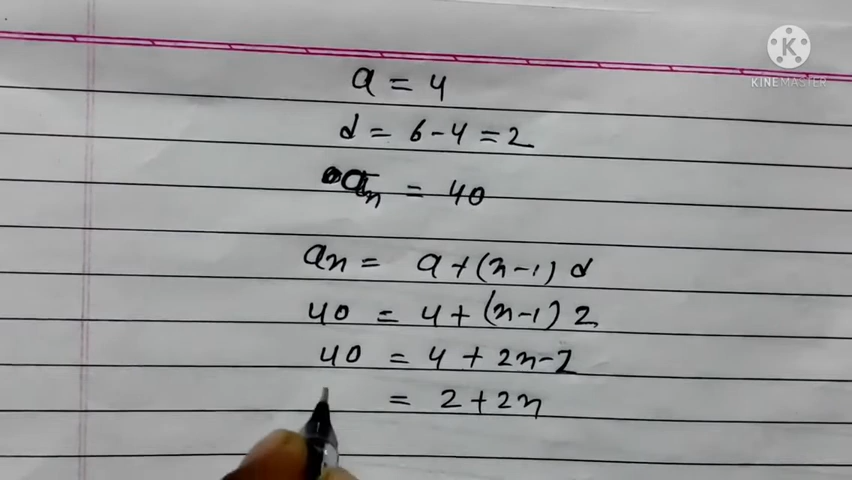 KINEMASTER
a = 4
d = 6 - 4 = 2
an = 40
an = a + (n-1) d
40 = 4 + (n-1) 2
40 = 4 + 2n - 2
= 2 + 2n